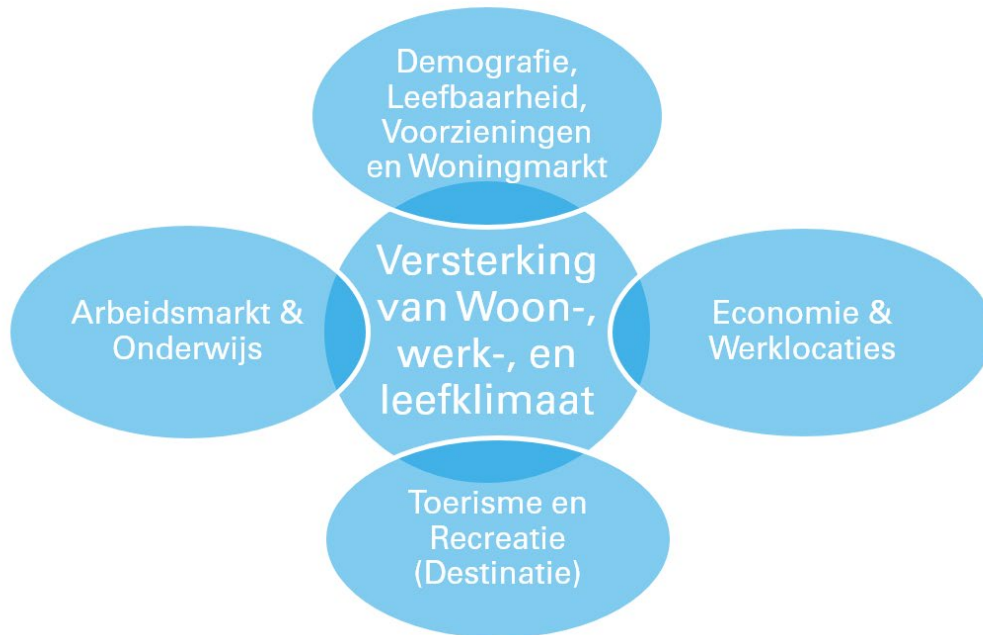 Demografie,
Leefbaarheid,
Voorzieningen
en Woningmarkt
Arbeidsmarkt &
Onderwijs
Versterking
van Woon-,
werk-, en
leefklimaat
Economie &
Werklocaties
Toerisme en
Recreatie
(Destinatie)